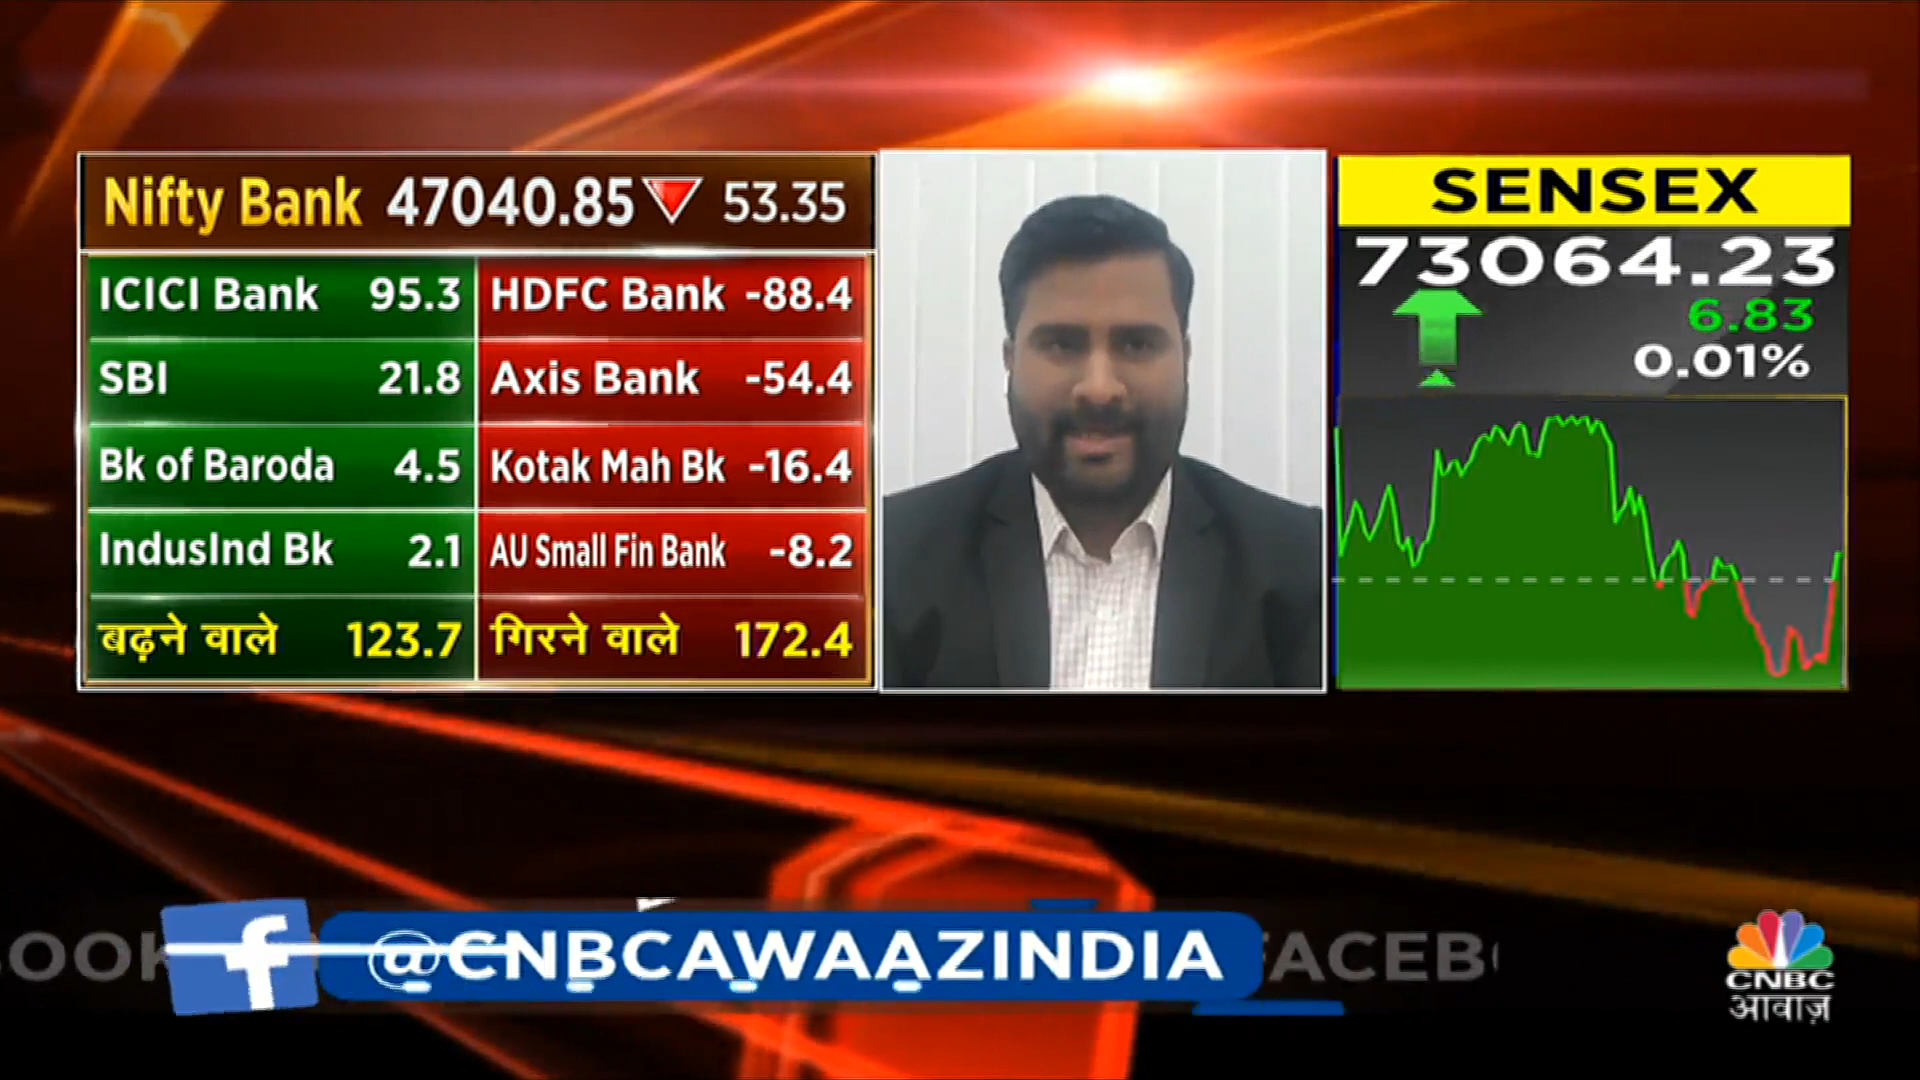 Nifty Bank 47040.85 53.35
ICICI Bank 95.3 HDFC Bank -88.4
SBI 21.8 Axis Bank -54.4
Bk of Baroda 4.5 Kotak Mah Bk -16.4
IndusInd Bk 2.1 AU Small Fin Bank -8.2
बढ़ने वाले 123.7 गिरने वाले 172.4
SENSEX
73064.23
6.83
0.01%
OOK
f @CNBCAWAAZINDIA
FACEB
CNBC
आवाज़